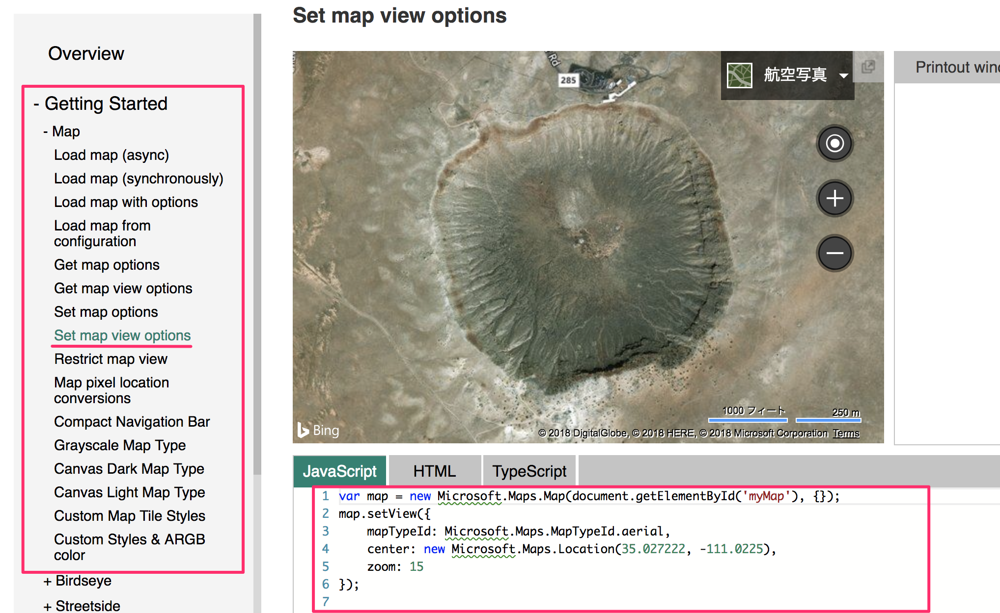 Set map view options
Overview
- Getting Started
- Map
Load map (async)
Load map (synchronously)
Load map with options
Load map from
configuration
Get map options
Get map view options
Set map options
Set map view options
Restrict map view
Map pixel location
conversions
Compact Navigation Bar
Grayscale Map Type
Canvas Dark Map Type
Canvas Light Map Type
Custom Map Tile Styles
Custom Styles & ARGB
color
+ Birdseye
+ Streetside
Rd
285
航空写真
1000 フィート
250 m
Bing
© 2018 DigitalGlobe, © 2018 HERE, © 2018 Microsoft Corporation Terms
Printout
JavaScript
HTML
TypeScript
1 var map = new Microsoft.Maps.Map(document.getElementById('myMap'), {});
2 map.setView({
3     mapTypeId: Microsoft.Maps.MapTypeId.aerial,
4     center: new Microsoft.Maps.Location(35.027222, -111.0225),
5     zoom: 15
6 });
7